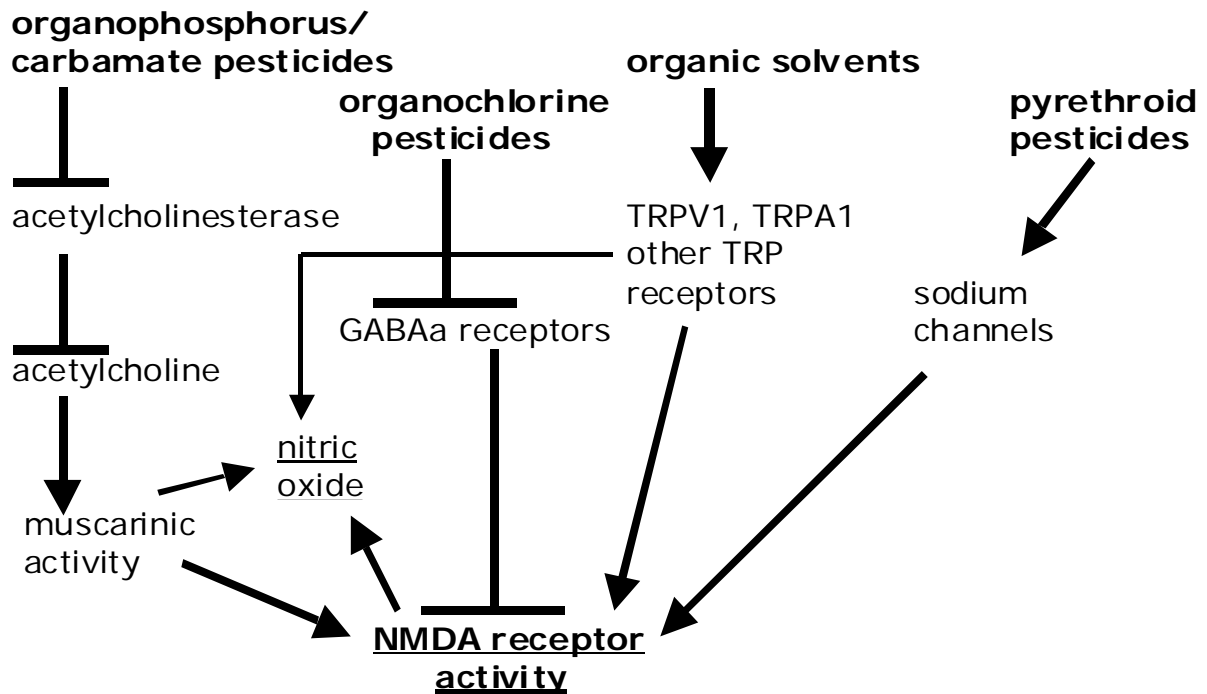 organophosphorus/
carbamate pesticides
organochlorine
pesticides
organic solvents
pyrethroid
pesticides
acetylcholinesterase
TRPV1, TRPA1
other TRP
receptors
sodium
channels
GABAa receptors
acetylcholine
nitric
oxide
muscarinic
activity
NMDA receptor
activity